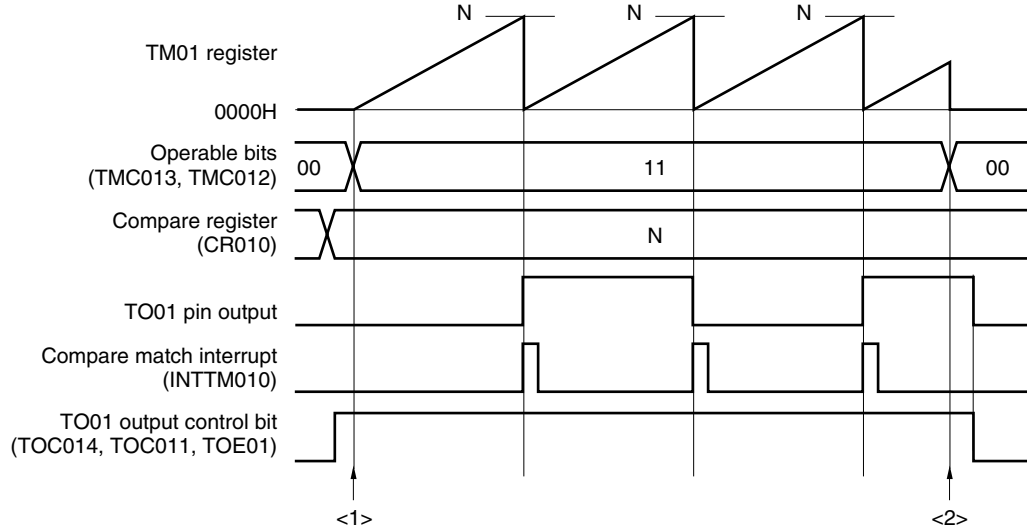 N N N
TM01 register
0000H
Operable bits
(TMC013, TMC012)
00 11 00
Compare register
(CR010)
N
TO01 pin output
Compare match interrupt
(INTTM010)
TO01 output control bit
(TOC014, TOC011, TOE01)
<1> <2>